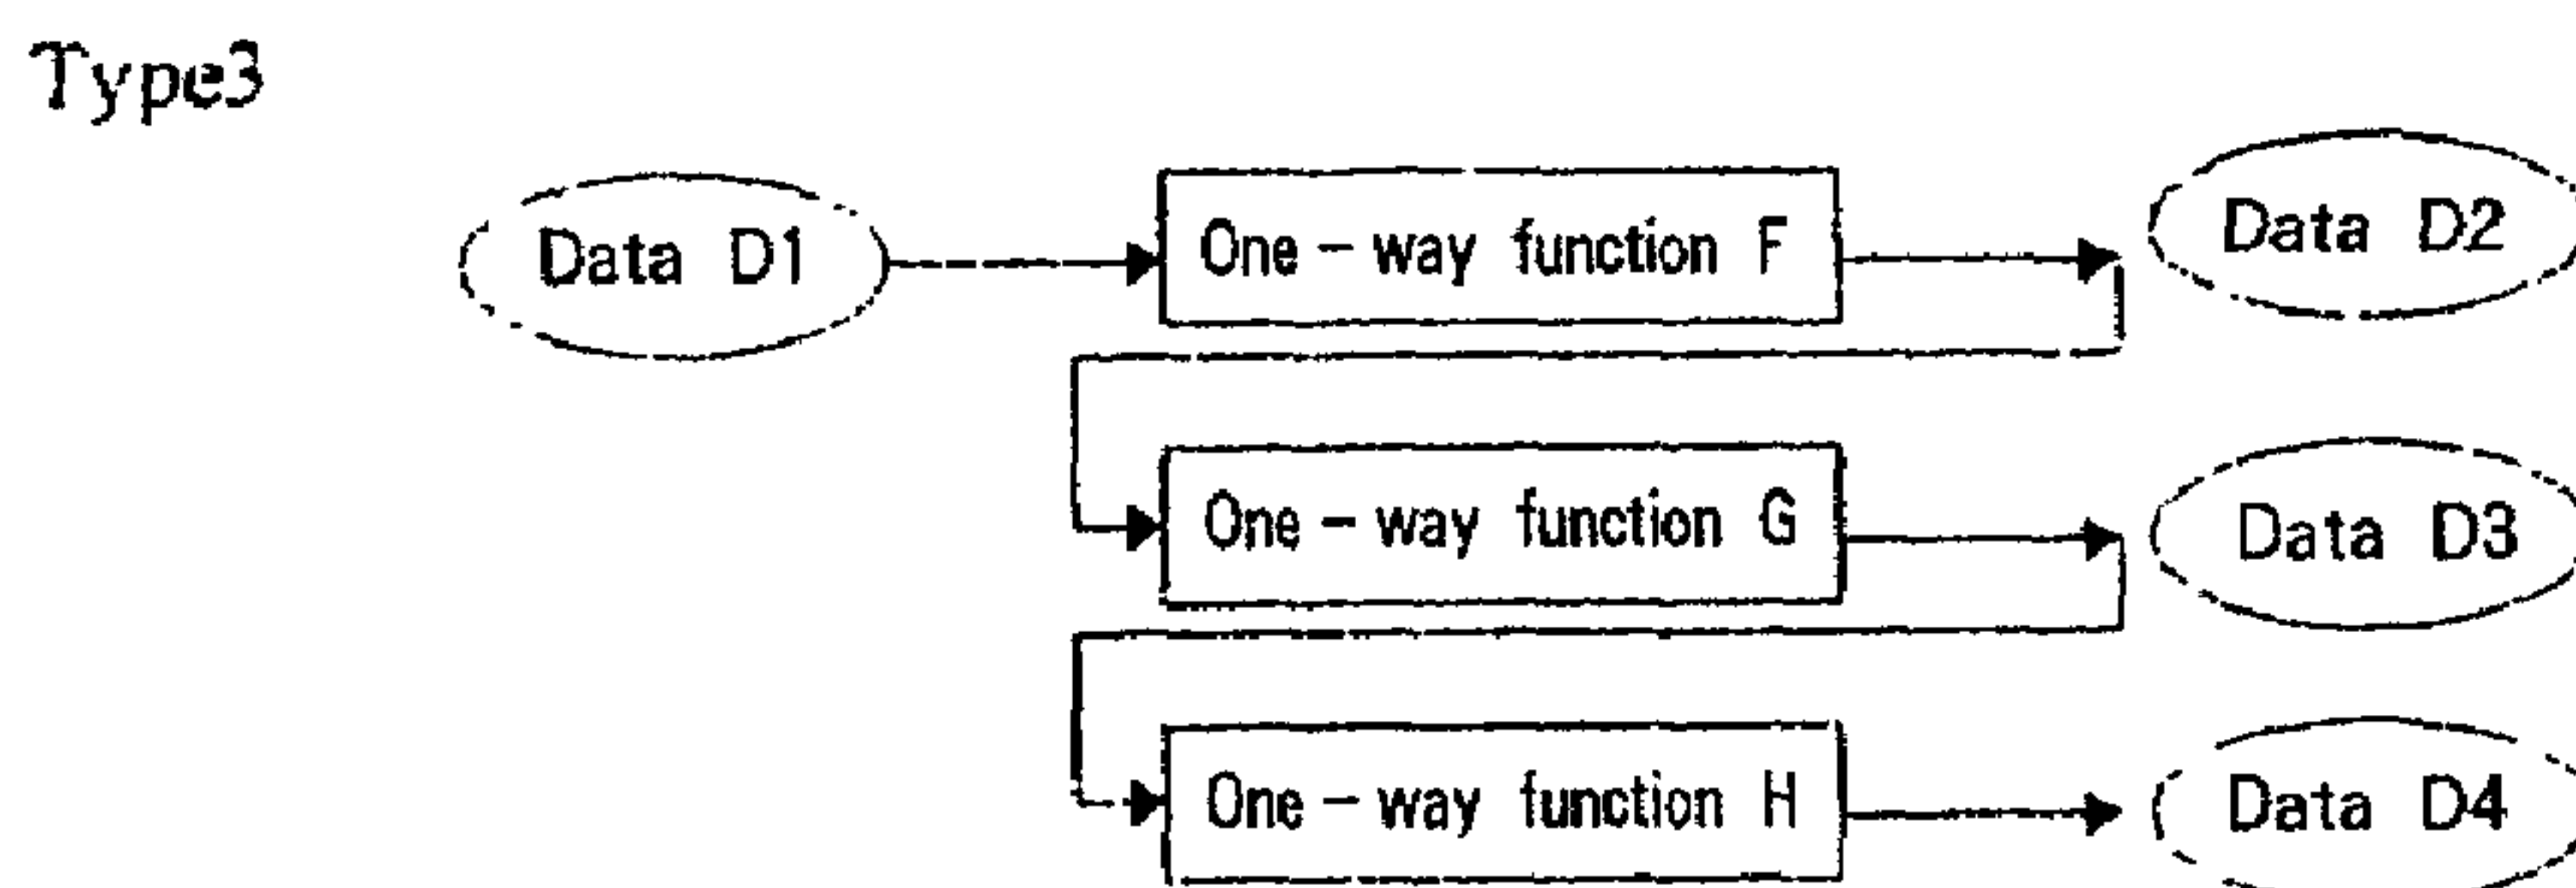 Type3
Data D1
One-way function F
Data D2
One-way function G
Data D3
One-way function H
Data D4